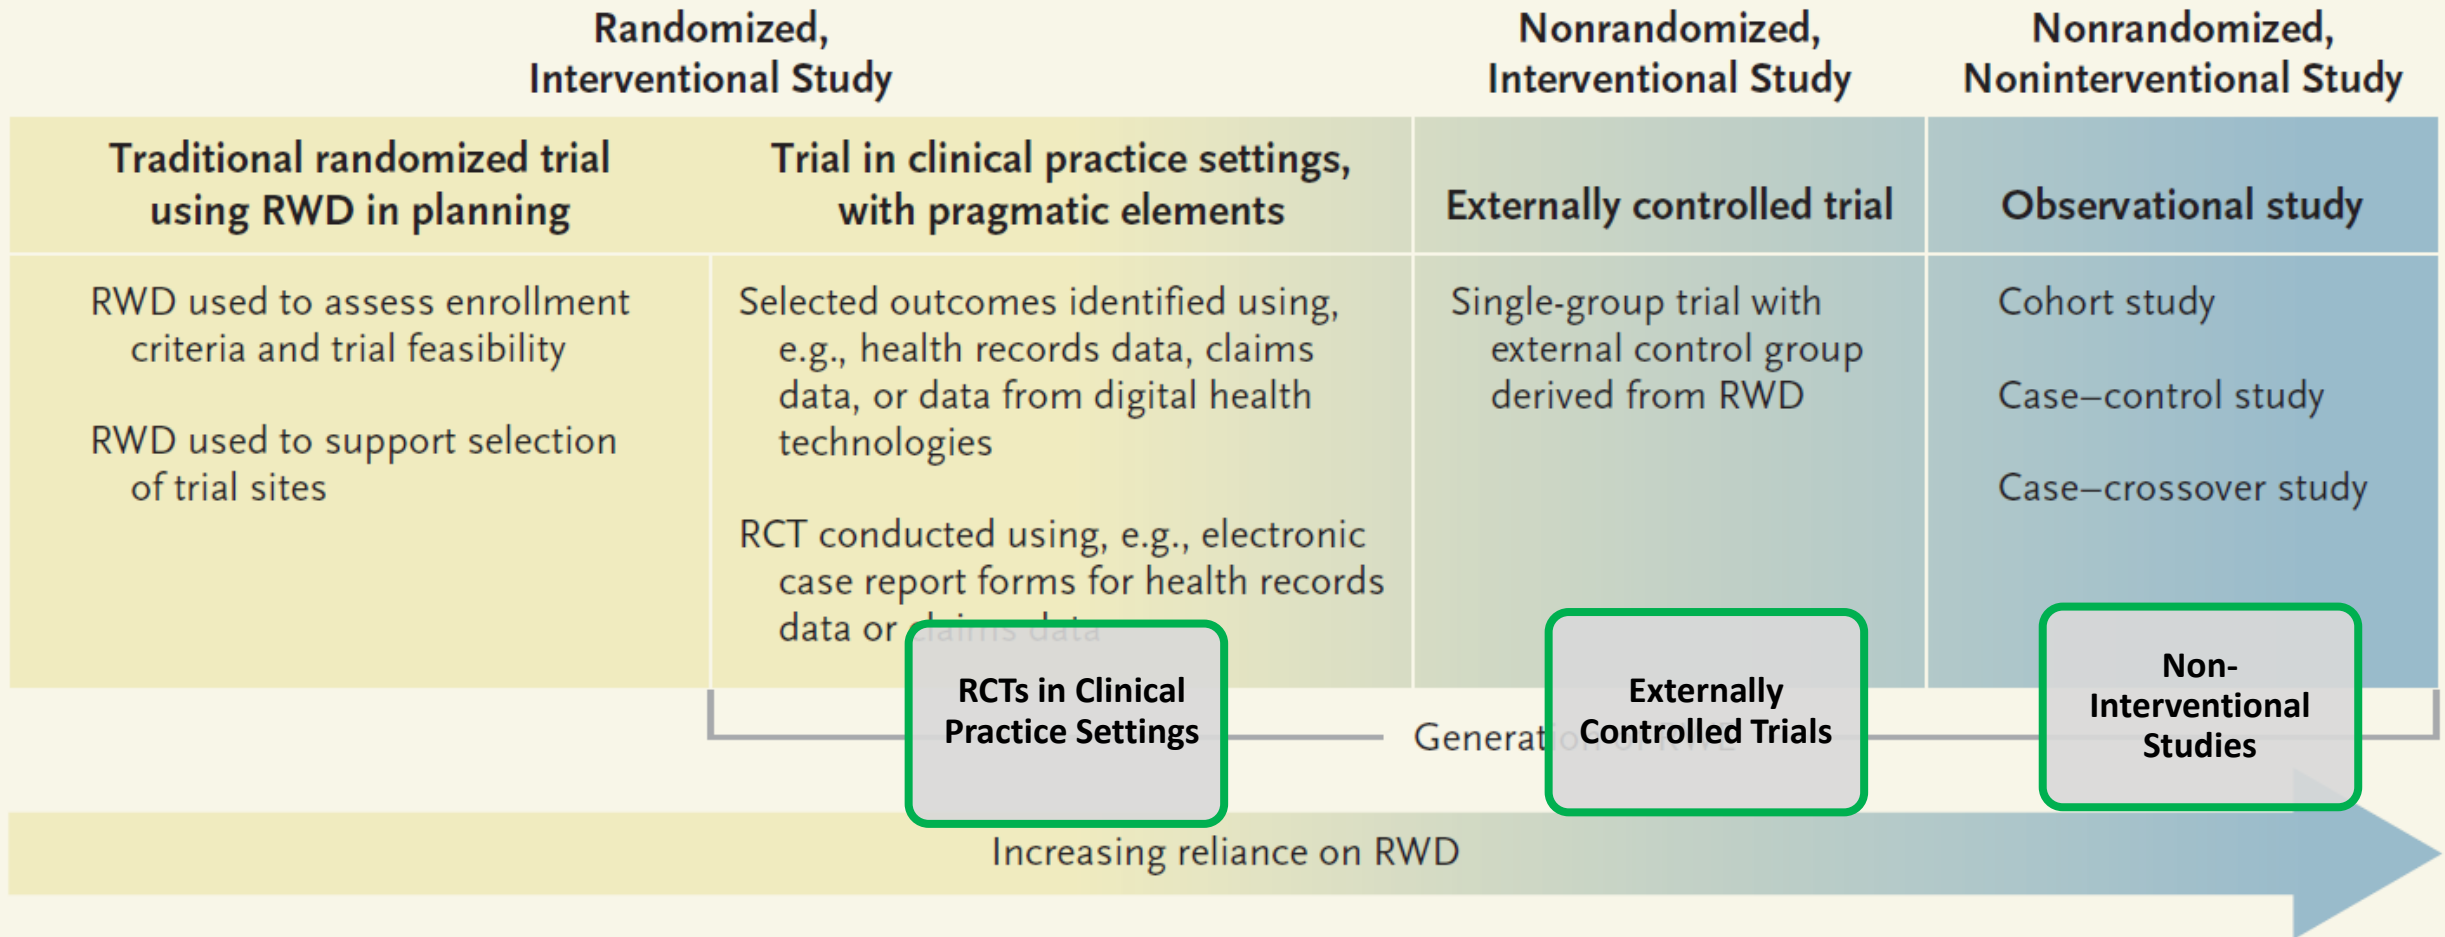 Randomized,
Interventional Study
Nonrandomized,
Interventional Study
Nonrandomized,
Noninterventional Study
Traditional randomized trial
using RWD in planning
Trial in clinical practice settings,
with pragmatic elements
Externally controlled trial
Observational study
RWD used to assess enrollment
criteria and trial feasibility
RWD used to support selection
of trial sites
Selected outcomes identified using,
e.g., health records data, claims
data, or data from digital health
technologies
RCT conducted using, e.g., electronic
case report forms for health records
data or claims data
Single-group trial with
external control group
derived from RWD
Cohort study
Case–control study
Case–crossover study
RCTs in Clinical
Practice Settings
Externally
Controlled Trials
Non-
Interventional
Studies
Generation of RWE
Increasing reliance on RWD